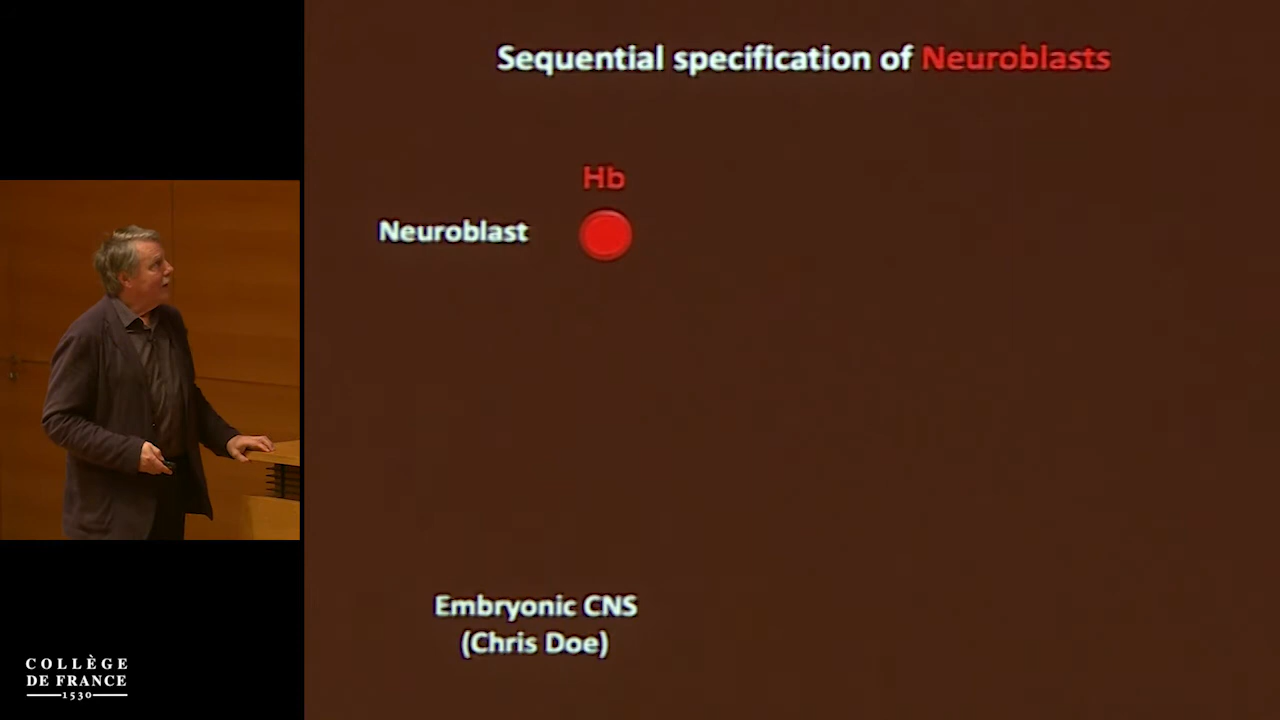 Sequential specification of Neuroblasts
Hb
Neuroblast
Embryonic CNS
(Chris Doe)
COLLÈGE
DE FRANCE
1530